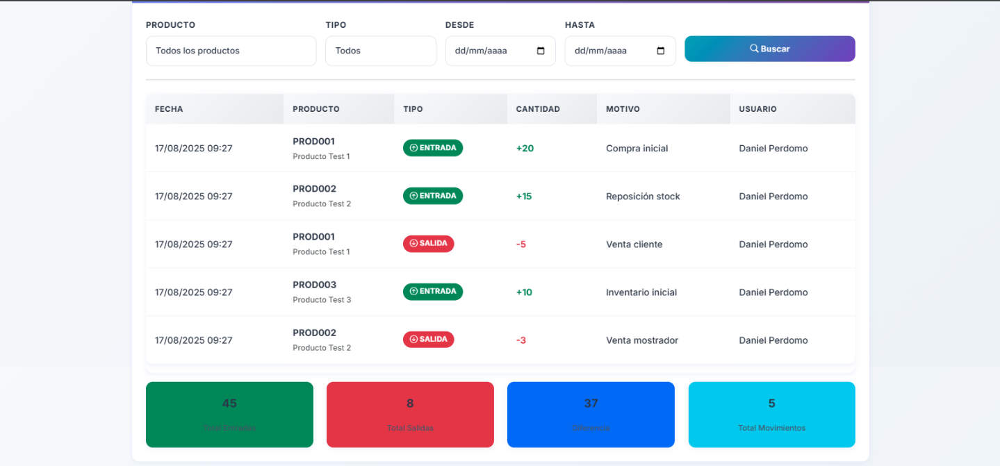 PRODUCTO TIPO DESDE HASTA
Todos los productos Todos dd/mm/aaaa dd/mm/aaaa Buscar
FECHA PRODUCTO TIPO CANTIDAD MOTIVO USUARIO
17/08/2025 09:27 PROD001 ENTRADA +20 Compra inicial Daniel Perdomo
Producto Test 1
17/08/2025 09:27 PROD002 ENTRADA +15 Reposición stock Daniel Perdomo
Producto Test 2
17/08/2025 09:27 PROD001 SALIDA -5 Venta cliente Daniel Perdomo
Producto Test 1
17/08/2025 09:27 PROD003 ENTRADA +10 Inventario inicial Daniel Perdomo
Producto Test 3
17/08/2025 09:27 PROD002 SALIDA -3 Venta mostrador Daniel Perdomo
Producto Test 2
45 8 37 5
Total Entradas Total Salidas Diferencia Total Movimientos